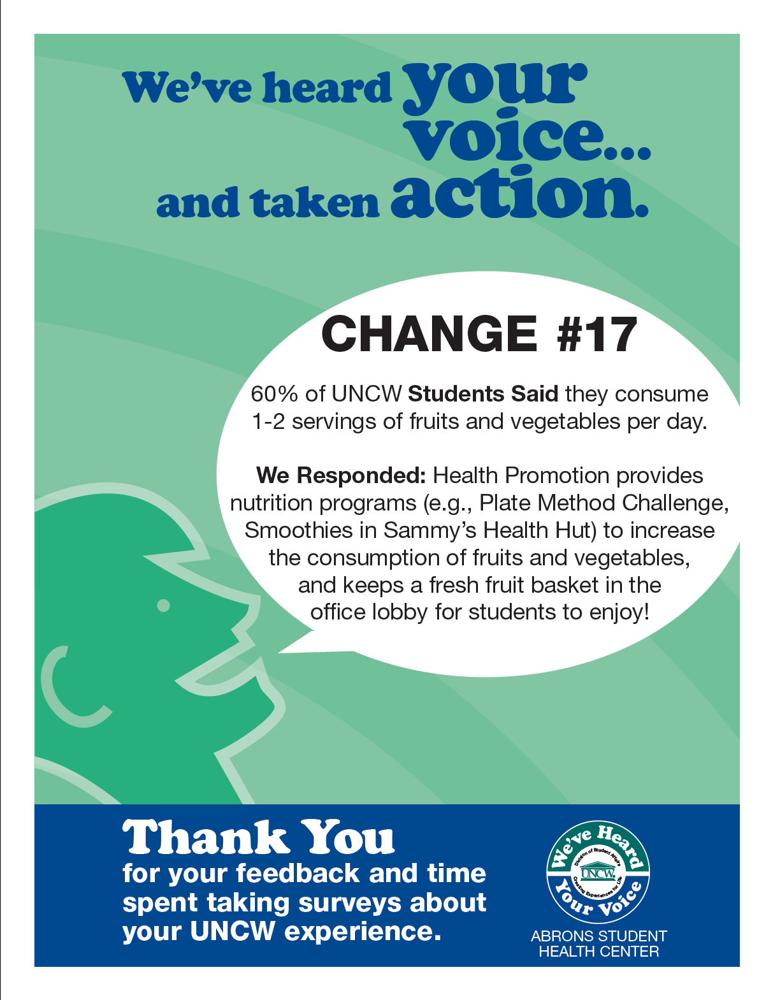 We've heard your
voice...
and taken action.
CHANGE #17
60% of UNCW Students Said they consume
1-2 servings of fruits and vegetables per day.
We Responded: Health Promotion provides
nutrition programs (e.g., Plate Method Challenge,
Smoothies in Sammy's Health Hut) to increase
the consumption of fruits and vegetables,
and keeps a fresh fruit basket in the
office lobby for students to enjoy!
Thank You
for your feedback and time
spent taking surveys about
your UNCW experience.
We've Heard
Division of Student Affairs
UNCW
Creating Experiences for Life
Your Voice
ABRONS STUDENT
HEALTH CENTER